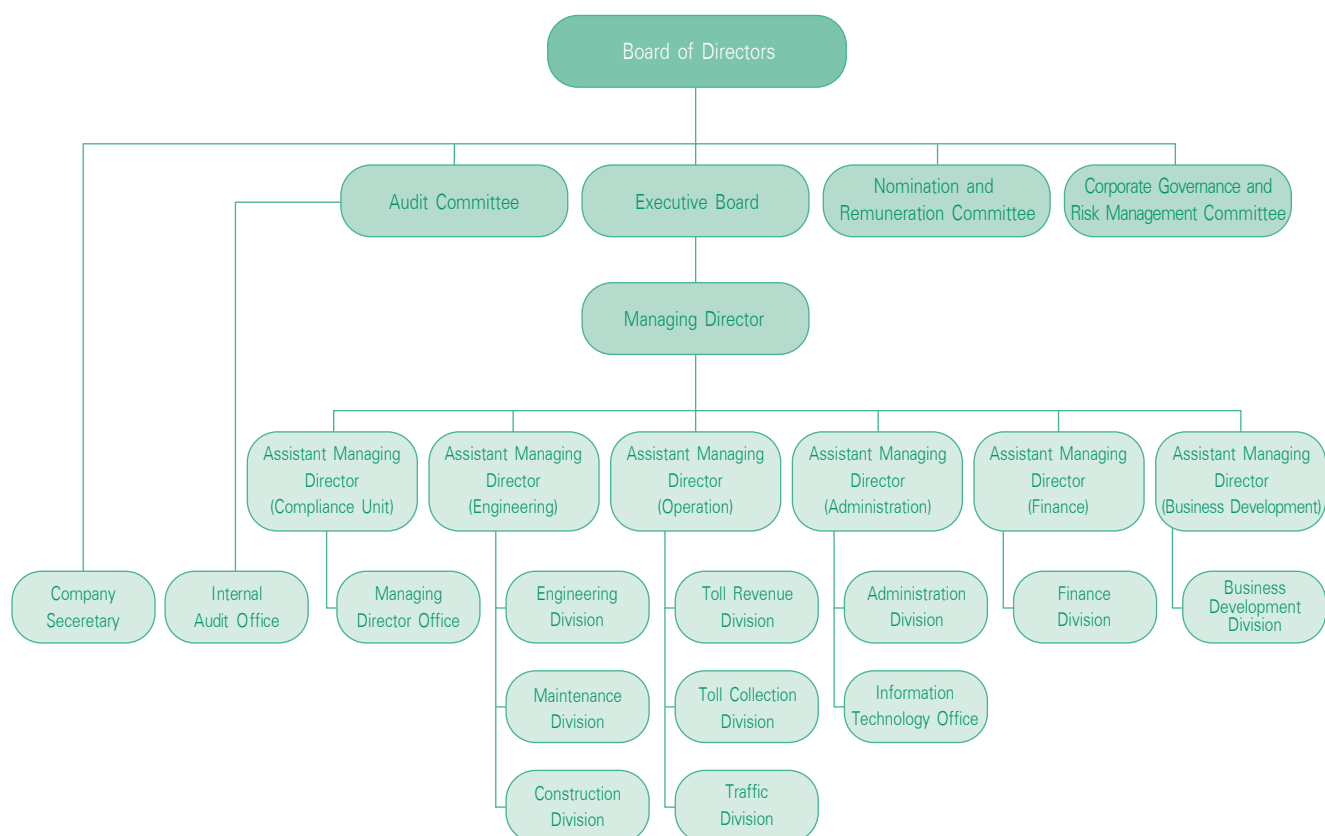 Board of Directors
Audit Committee
Executive Board
Nomination and
Remuneration Committee
Corporate Governance and
Risk Management Committee
Managing Director
Assistant Managing
Director
(Compliance Unit)
Assistant Managing
Director
(Engineering)
Assistant Managing
Director
(Operation)
Assistant Managing
Director
(Administration)
Assistant Managing
Director
(Finance)
Assistant Managing
Director
(Business Development)
Company
Seceretary
Internal
Audit Office
Managing
Director Office
Engineering
Division
Toll Revenue
Division
Administration
Division
Finance
Division
Business
Development
Division
Maintenance
Division
Toll Collection
Division
Information
Technology Office
Construction
Division
Traffic
Division